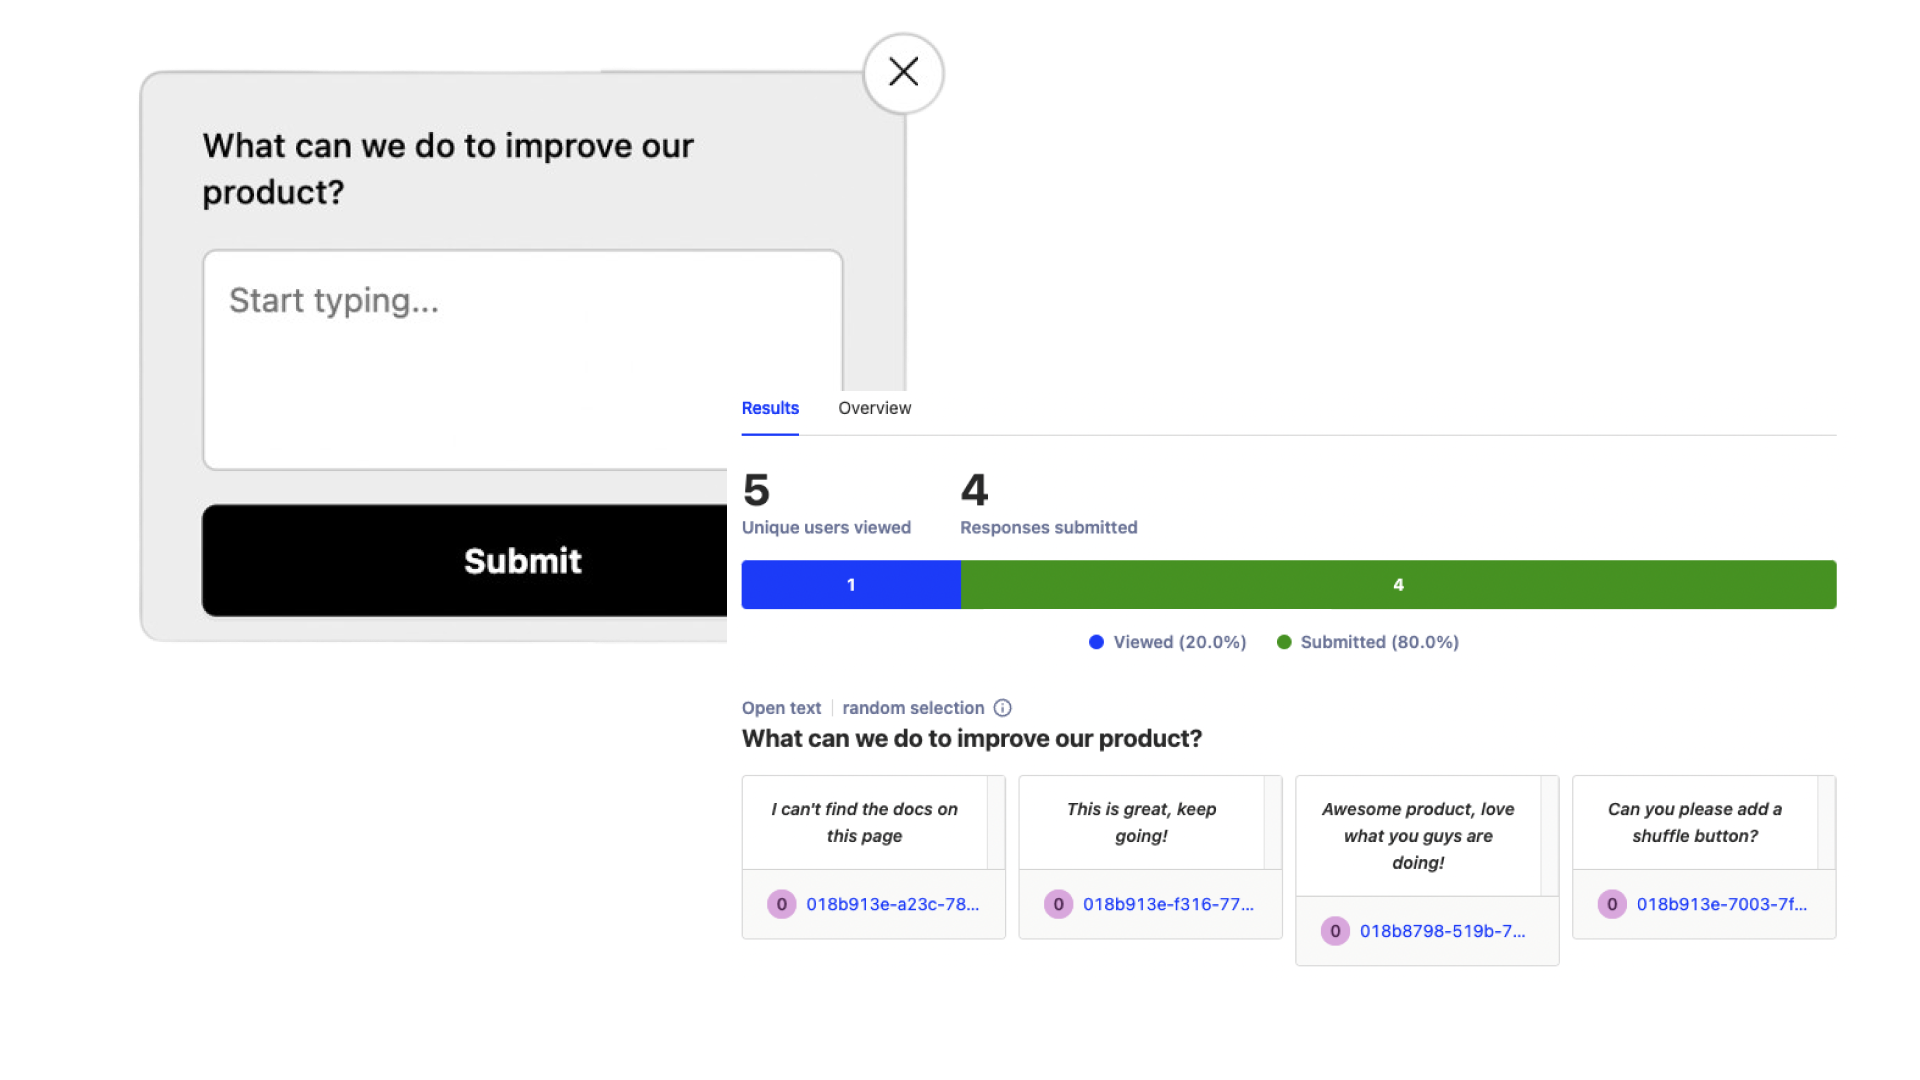 What can we do to improve our
product?
Start typing...
Submit
Results Overview
5 4
Unique users viewed Responses submitted
1 4
Viewed (20.0%) Submitted (80.0%)
Open text random selection
What can we do to improve our product?
I can't find the docs on
this page
0 018b913e-a23c-78...
This is great, keep
going!
0 018b913e-f316-77...
Awesome product, love
what you guys are
doing!
0 018b8798-519b-7...
Can you please add a
shuffle button?
0 018b913e-7003-7f...